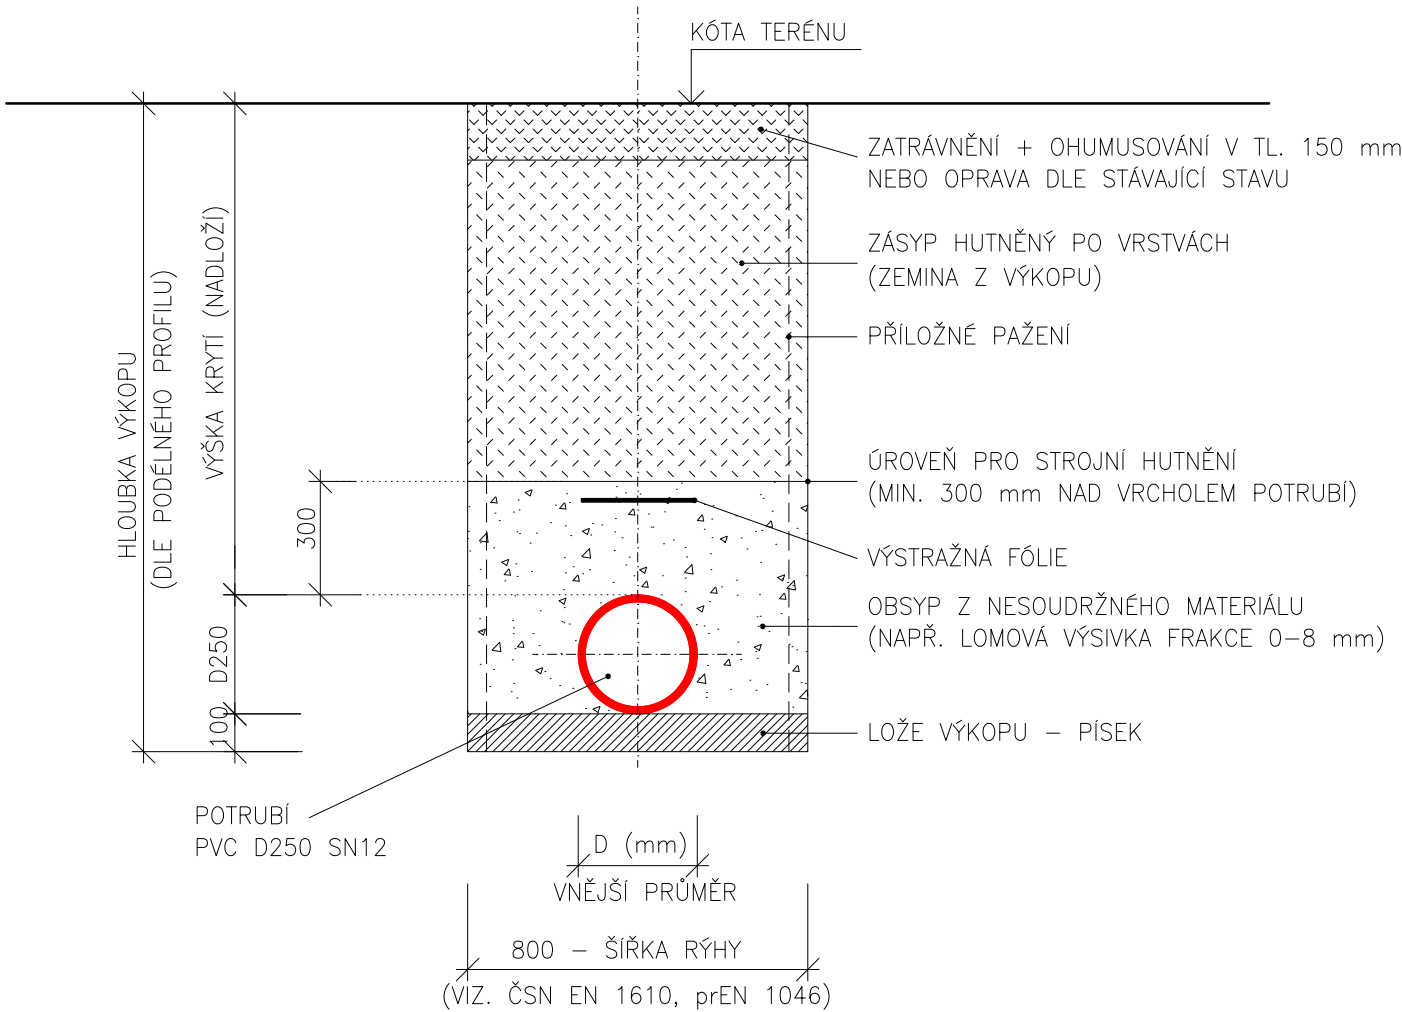 KÓTA TERÉNU
ZATRÁVNĚNÍ + OHUMUSOVÁNÍ V TL. 150 mm
NEBO OPRAVA DLE STÁVAJÍCÍ STAVU
ZÁSYP HUTNĚNÝ PO VRSTVÁCH
(ZEMINA Z VÝKOPU)
PŘÍLOŽNÉ PAŽENÍ
ÚROVEŇ PRO STROJNÍ HUTNĚNÍ
(MIN. 300 mm NAD VRCHOLEM POTRUBÍ)
VÝSTRAŽNÁ FÓLIE
OBSYP Z NESOUDRŽNÉHO MATERIÁLU
(NAPŘ. LOMOVÁ VÝSIVKA FRAKCE 0-8 mm)
LOŽE VÝKOPU - PÍSEK
HLOUBKA VÝKOPU
(DLE PODÉLNÉHO PROFILU)
VÝŠKA KRYTÍ (NADLOŽÍ)
300
D250
100
POTRUBÍ
PVC D250 SN12
D (mm)
VNĚJŠÍ PRŮMĚR
800 - ŠÍŘKA RÝHY
(VIZ. ČSN EN 1610, prEN 1046)